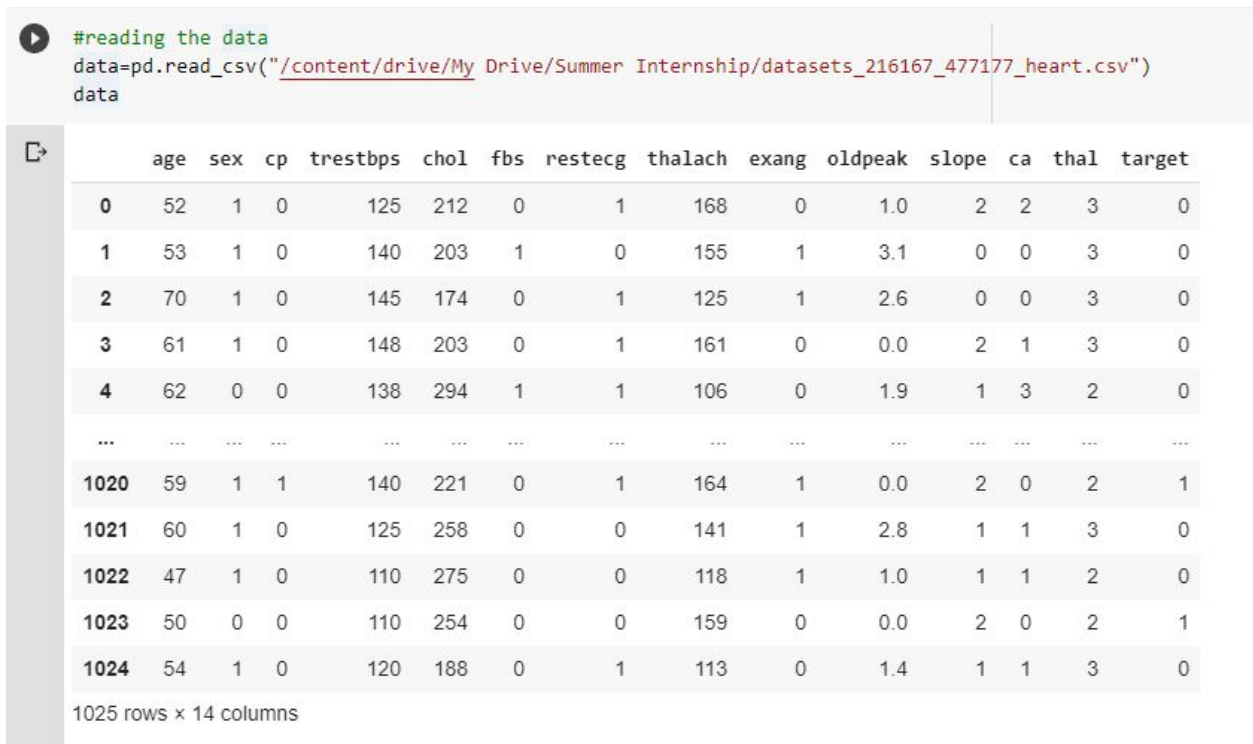 #reading the data
data=pd.read_csv("/content/drive/My Drive/Summer Internship/datasets_216167_477177_heart.csv")
data
age sex cp trestbps chol fbs restecg thalach exang oldpeak slope ca thal target
0 52 1 0 125 212 0 1 168 0 1.0 2 2 3 0
1 53 1 0 140 203 1 0 155 1 3.1 0 0 3 0
2 70 1 0 145 174 0 1 125 1 2.6 0 0 3 0
3 61 1 0 148 203 0 1 161 0 0.0 2 1 3 0
4 62 0 0 138 294 1 1 106 0 1.9 1 3 2 0
... ... ... ... ... ... ... ... ... ... ... ... ... ... ...
1020 59 1 1 140 221 0 1 164 1 0.0 2 0 2 1
1021 60 1 0 125 258 0 0 141 1 2.8 1 1 3 0
1022 47 1 0 110 275 0 0 118 1 1.0 1 1 2 0
1023 50 0 0 110 254 0 0 159 0 0.0 2 0 2 1
1024 54 1 0 120 188 0 1 113 0 1.4 1 1 3 0
1025 rows × 14 columns